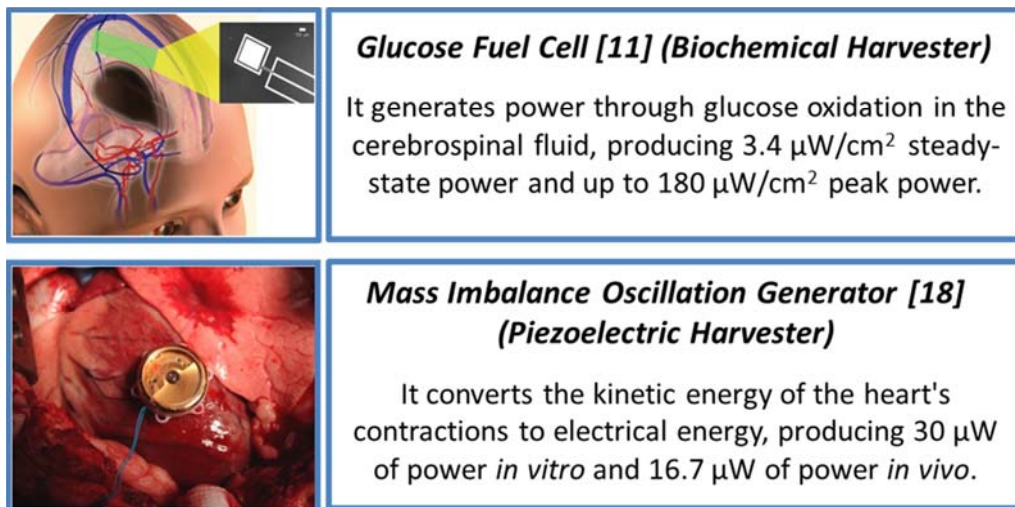 Glucose Fuel Cell [11] (Biochemical Harvester)
It generates power through glucose oxidation in the
cerebrospinal fluid, producing 3.4 µW/cm² steady-
state power and up to 180 µW/cm² peak power.
Mass Imbalance Oscillation Generator [18]
(Piezoelectric Harvester)
It converts the kinetic energy of the heart's
contractions to electrical energy, producing 30 µW
of power in vitro and 16.7 µW of power in vivo.